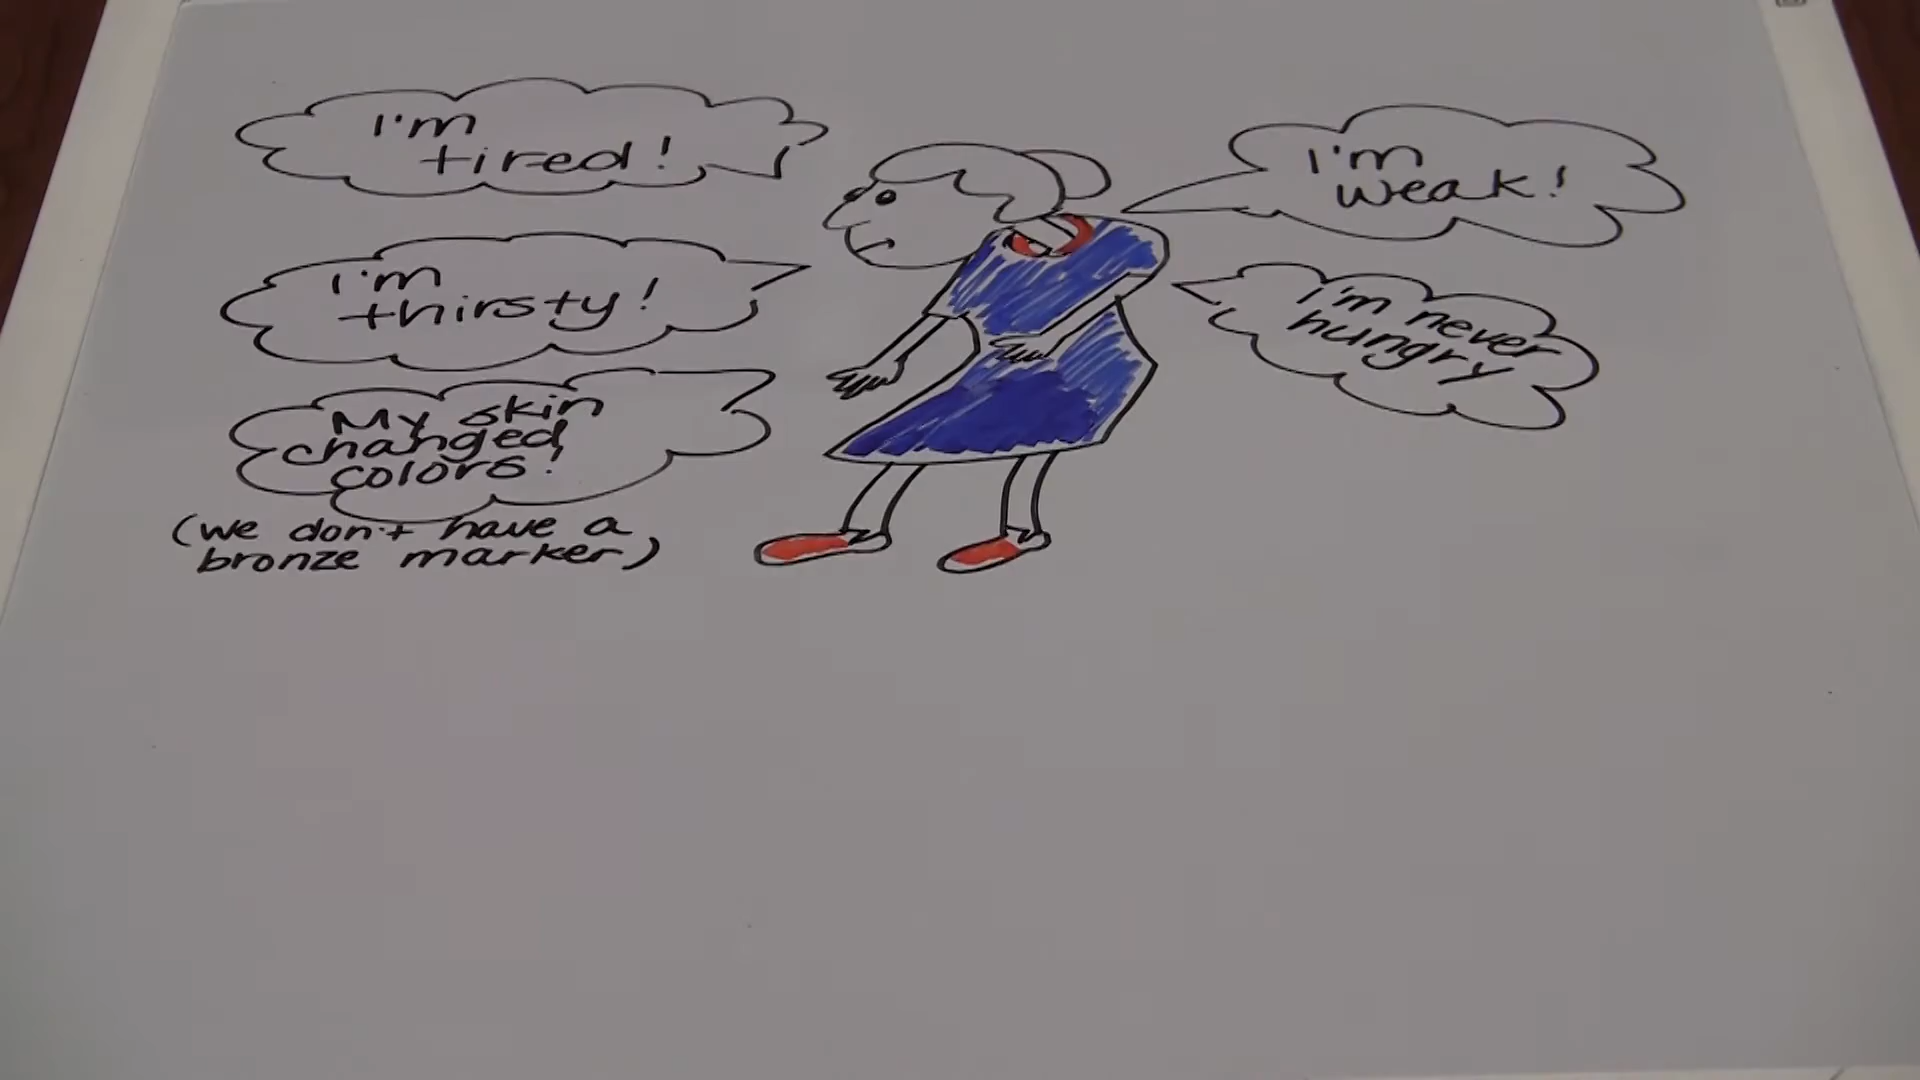 I'm
tired!
I'm
thirsty!
My skin
changed
colors!
(we don't have a
bronze marker)
I'm
weak!
I'm never
hungry